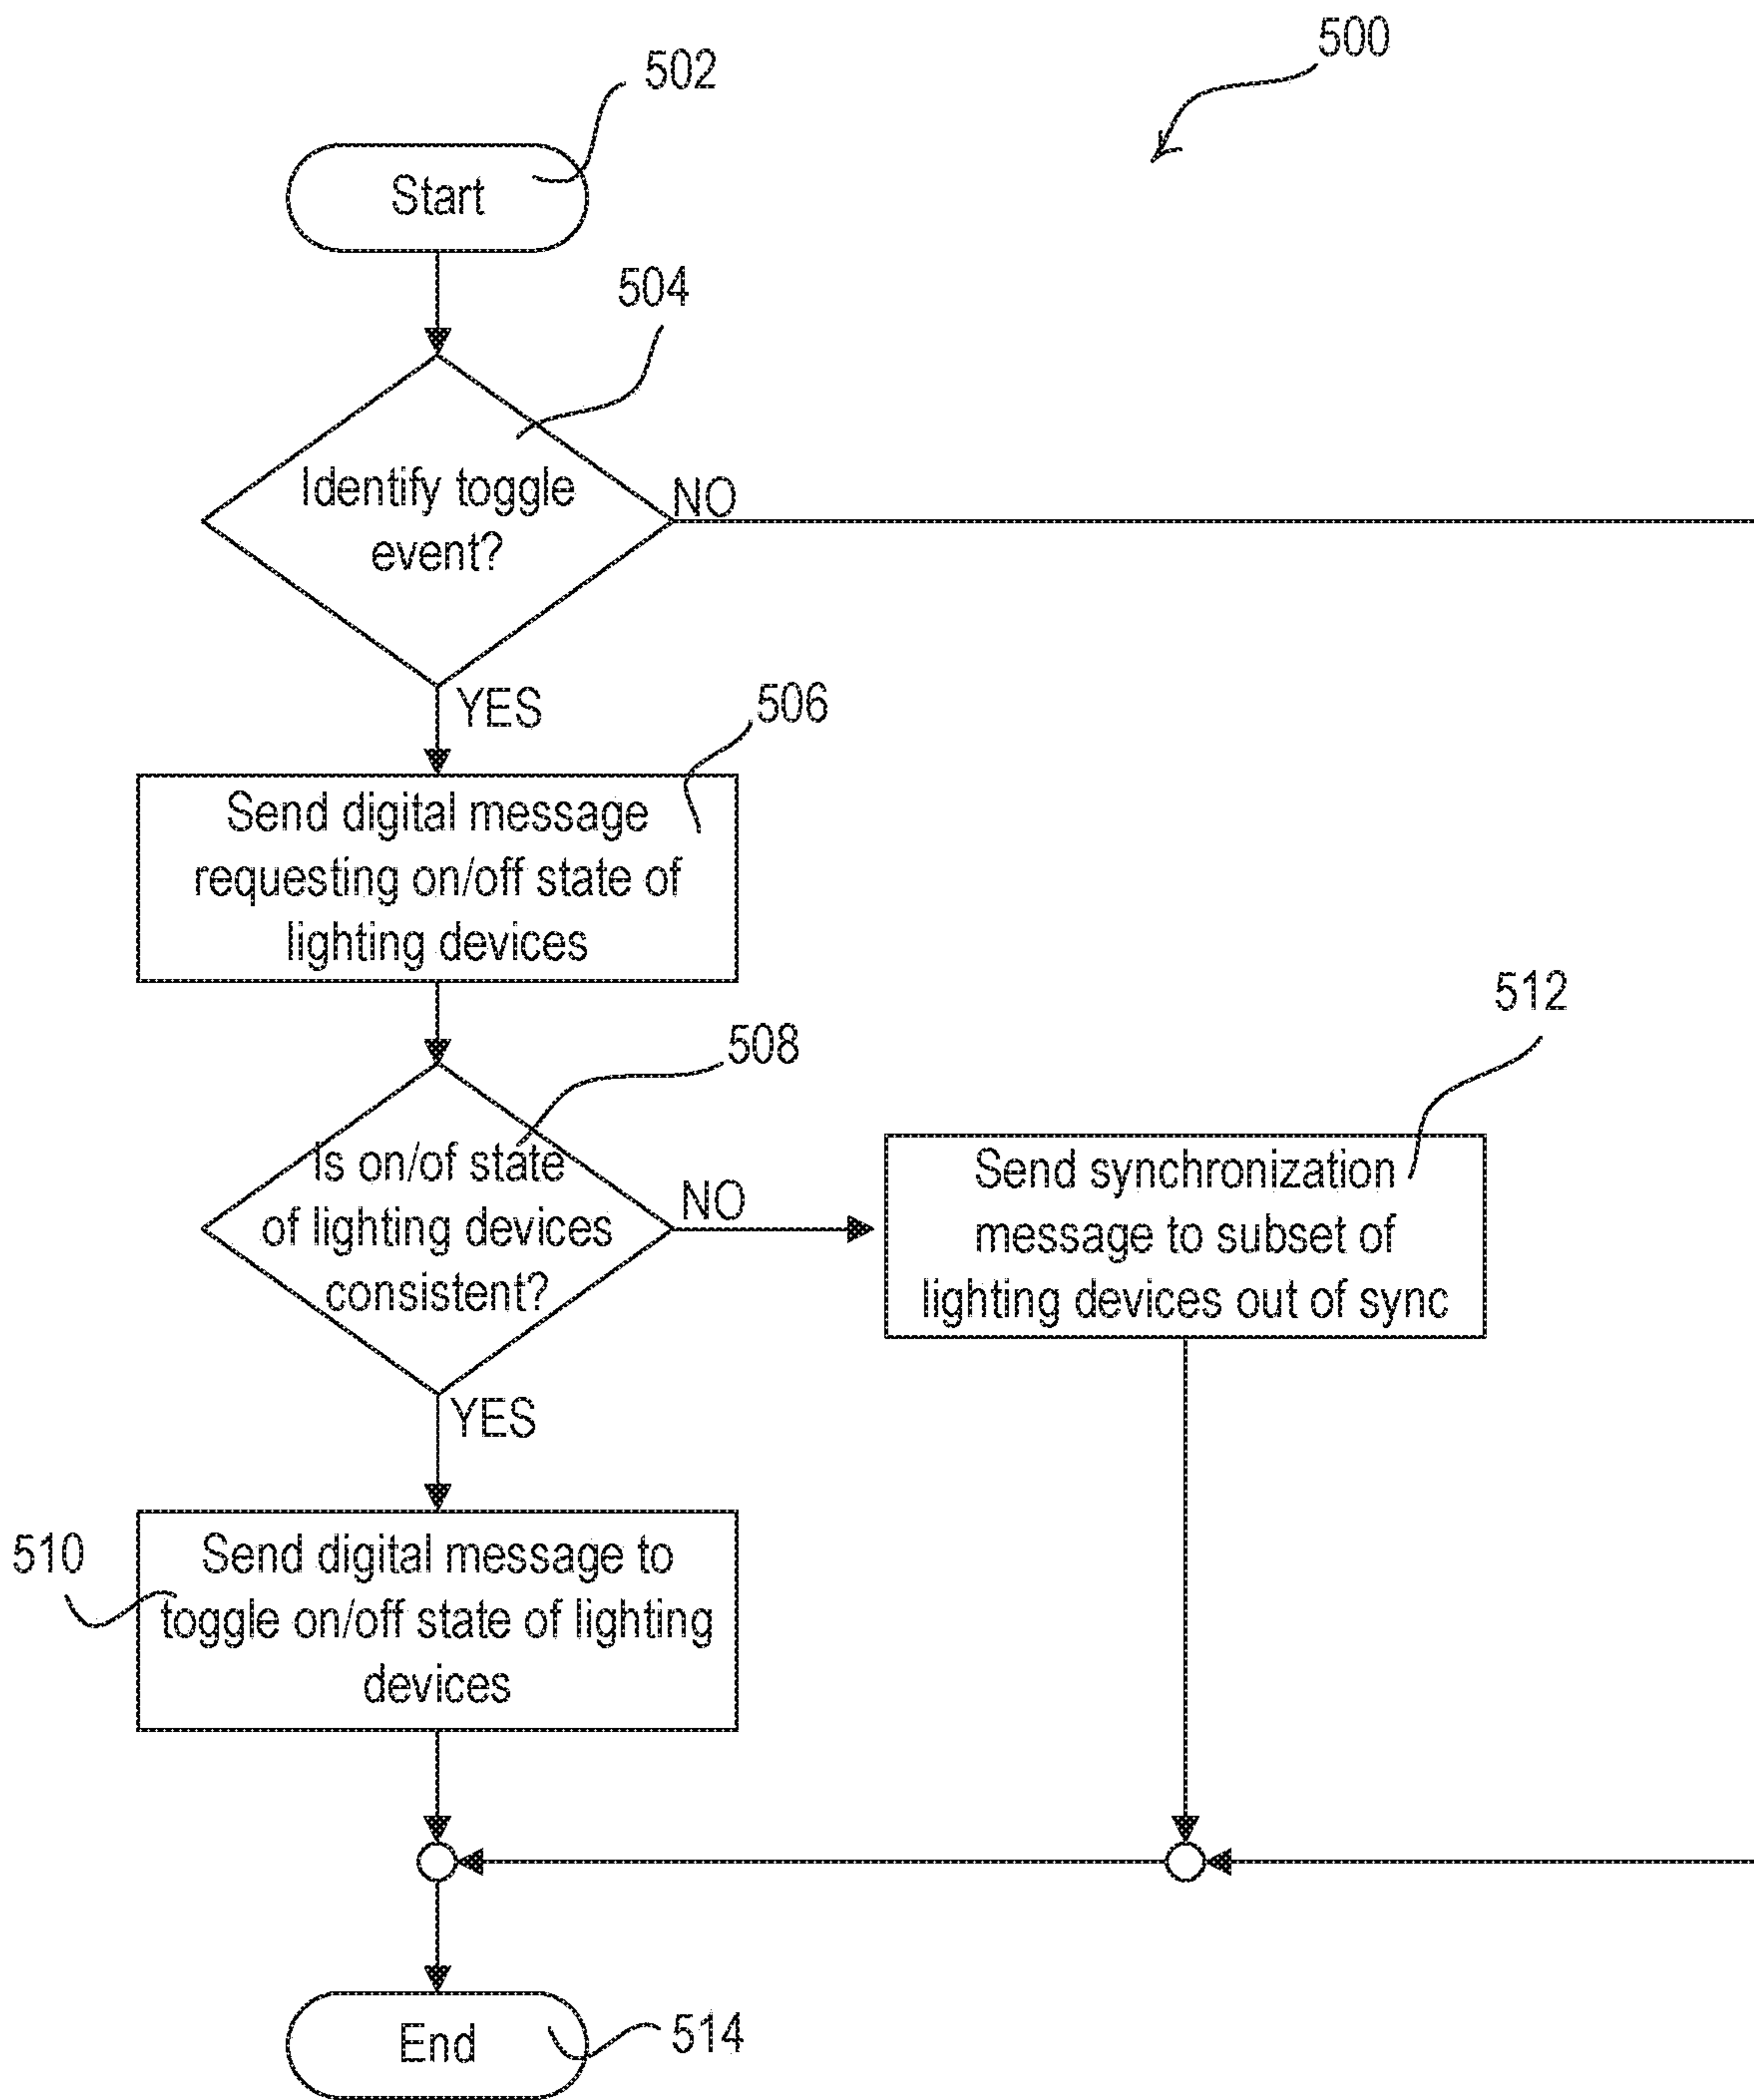 500
502
Start
504
Identify toggle
event?
NO
YES
506
Send digital message
requesting on/off state of
lighting devices
508
Is on/of state
of lighting devices
consistent?
NO
512
Send synchronization
message to subset of
lighting devices out of sync
YES
510
Send digital message to
toggle on/off state of lighting
devices
End
514